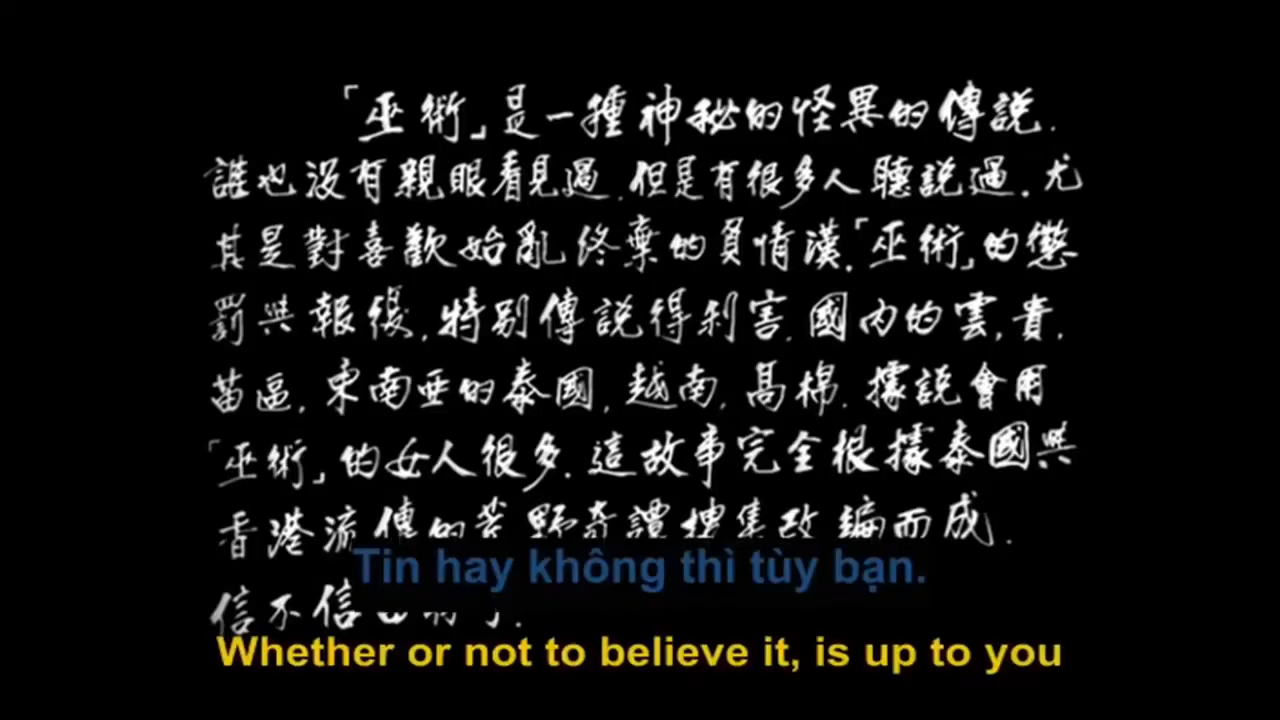 「巫術」是一種神秘的怪異的傳說.
誰也沒有親眼看見過.但是有很多人聽說過.尤
其是對喜歡始亂終棄的負情漢.「巫術」的懲
罰與報復.特別傳說得利害.國內的雲.貴.
苗區.東南亞的泰國.越南.高棉.據說會用
「巫術」的女人很多.這故事完全根據泰國與
香港流傳的荒野奇譚搜集改編而成.
信不信
Tin hay không thì tùy bạn.
Whether or not to believe it, is up to you